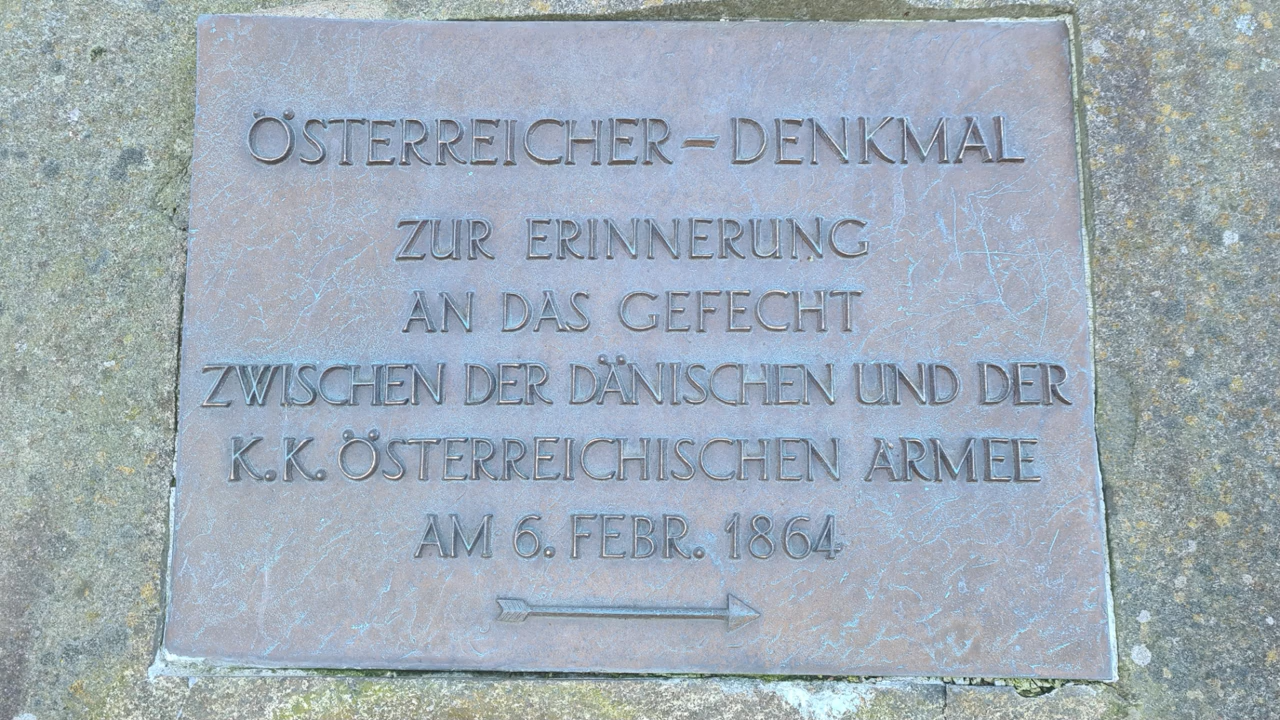 ÖSTERREICHER-DENKMAL
ZUR ERINNERUNG
AN DAS GEFECHT
ZWISCHEN DER DÄNISCHEN UND DER
K.K. ÖSTERREICHISCHEN ARMEE
AM 6. FEBR. 1864